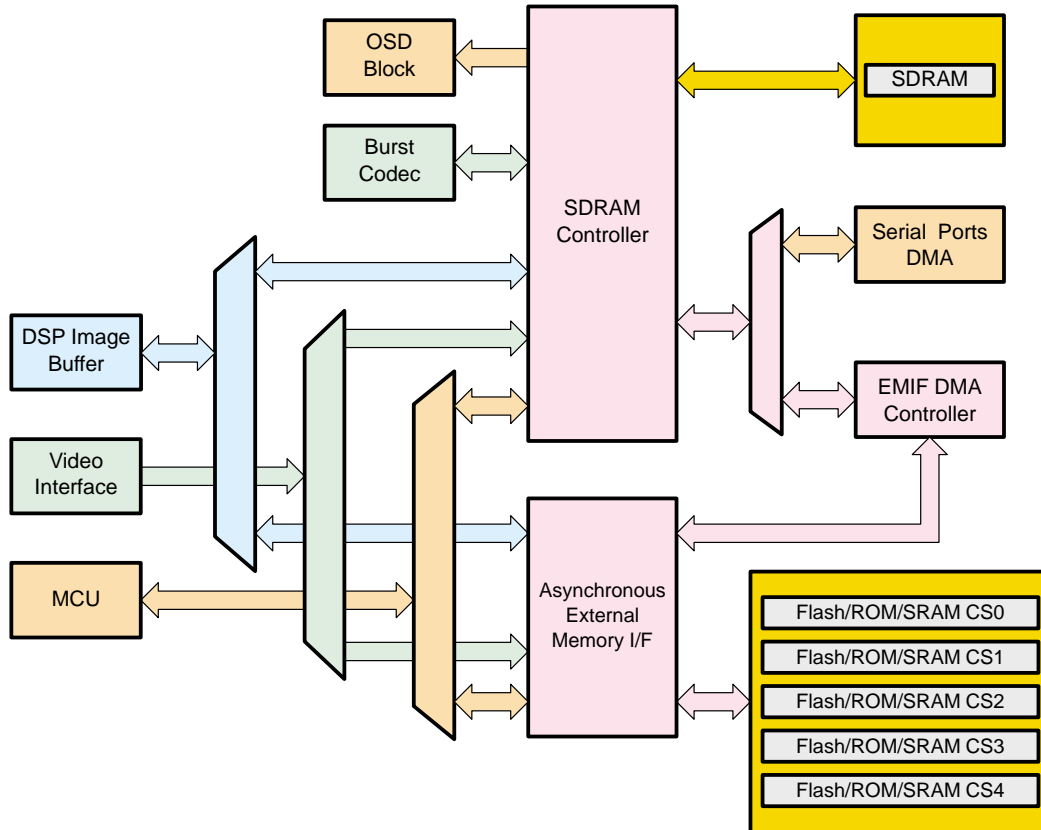 OSD
Block
SDRAM
Burst
Codec
SDRAM
Controller
Serial Ports
DMA
DSP Image
Buffer
EMIF DMA
Controller
Video
Interface
MCU
Asynchronous
External
Memory I/F
Flash/ROM/SRAM CS0
Flash/ROM/SRAM CS1
Flash/ROM/SRAM CS2
Flash/ROM/SRAM CS3
Flash/ROM/SRAM CS4